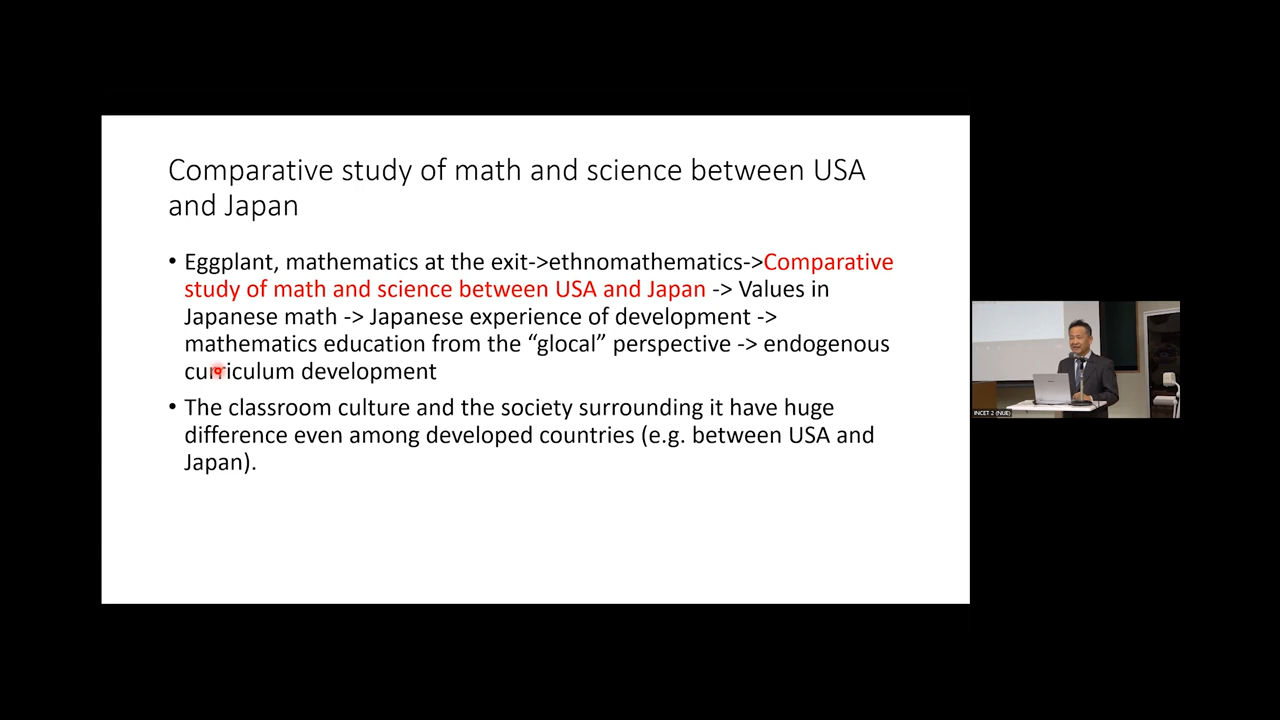 Comparative study of math and science between USA
and Japan
• Eggplant, mathematics at the exit->ethnomathematics->Comparative
study of math and science between USA and Japan -> Values in
Japanese math -> Japanese experience of development ->
mathematics education from the “glocal” perspective -> endogenous
curriculum development
• The classroom culture and the society surrounding it have huge
difference even among developed countries (e.g. between USA and
Japan).
INCET 2 (NUE)